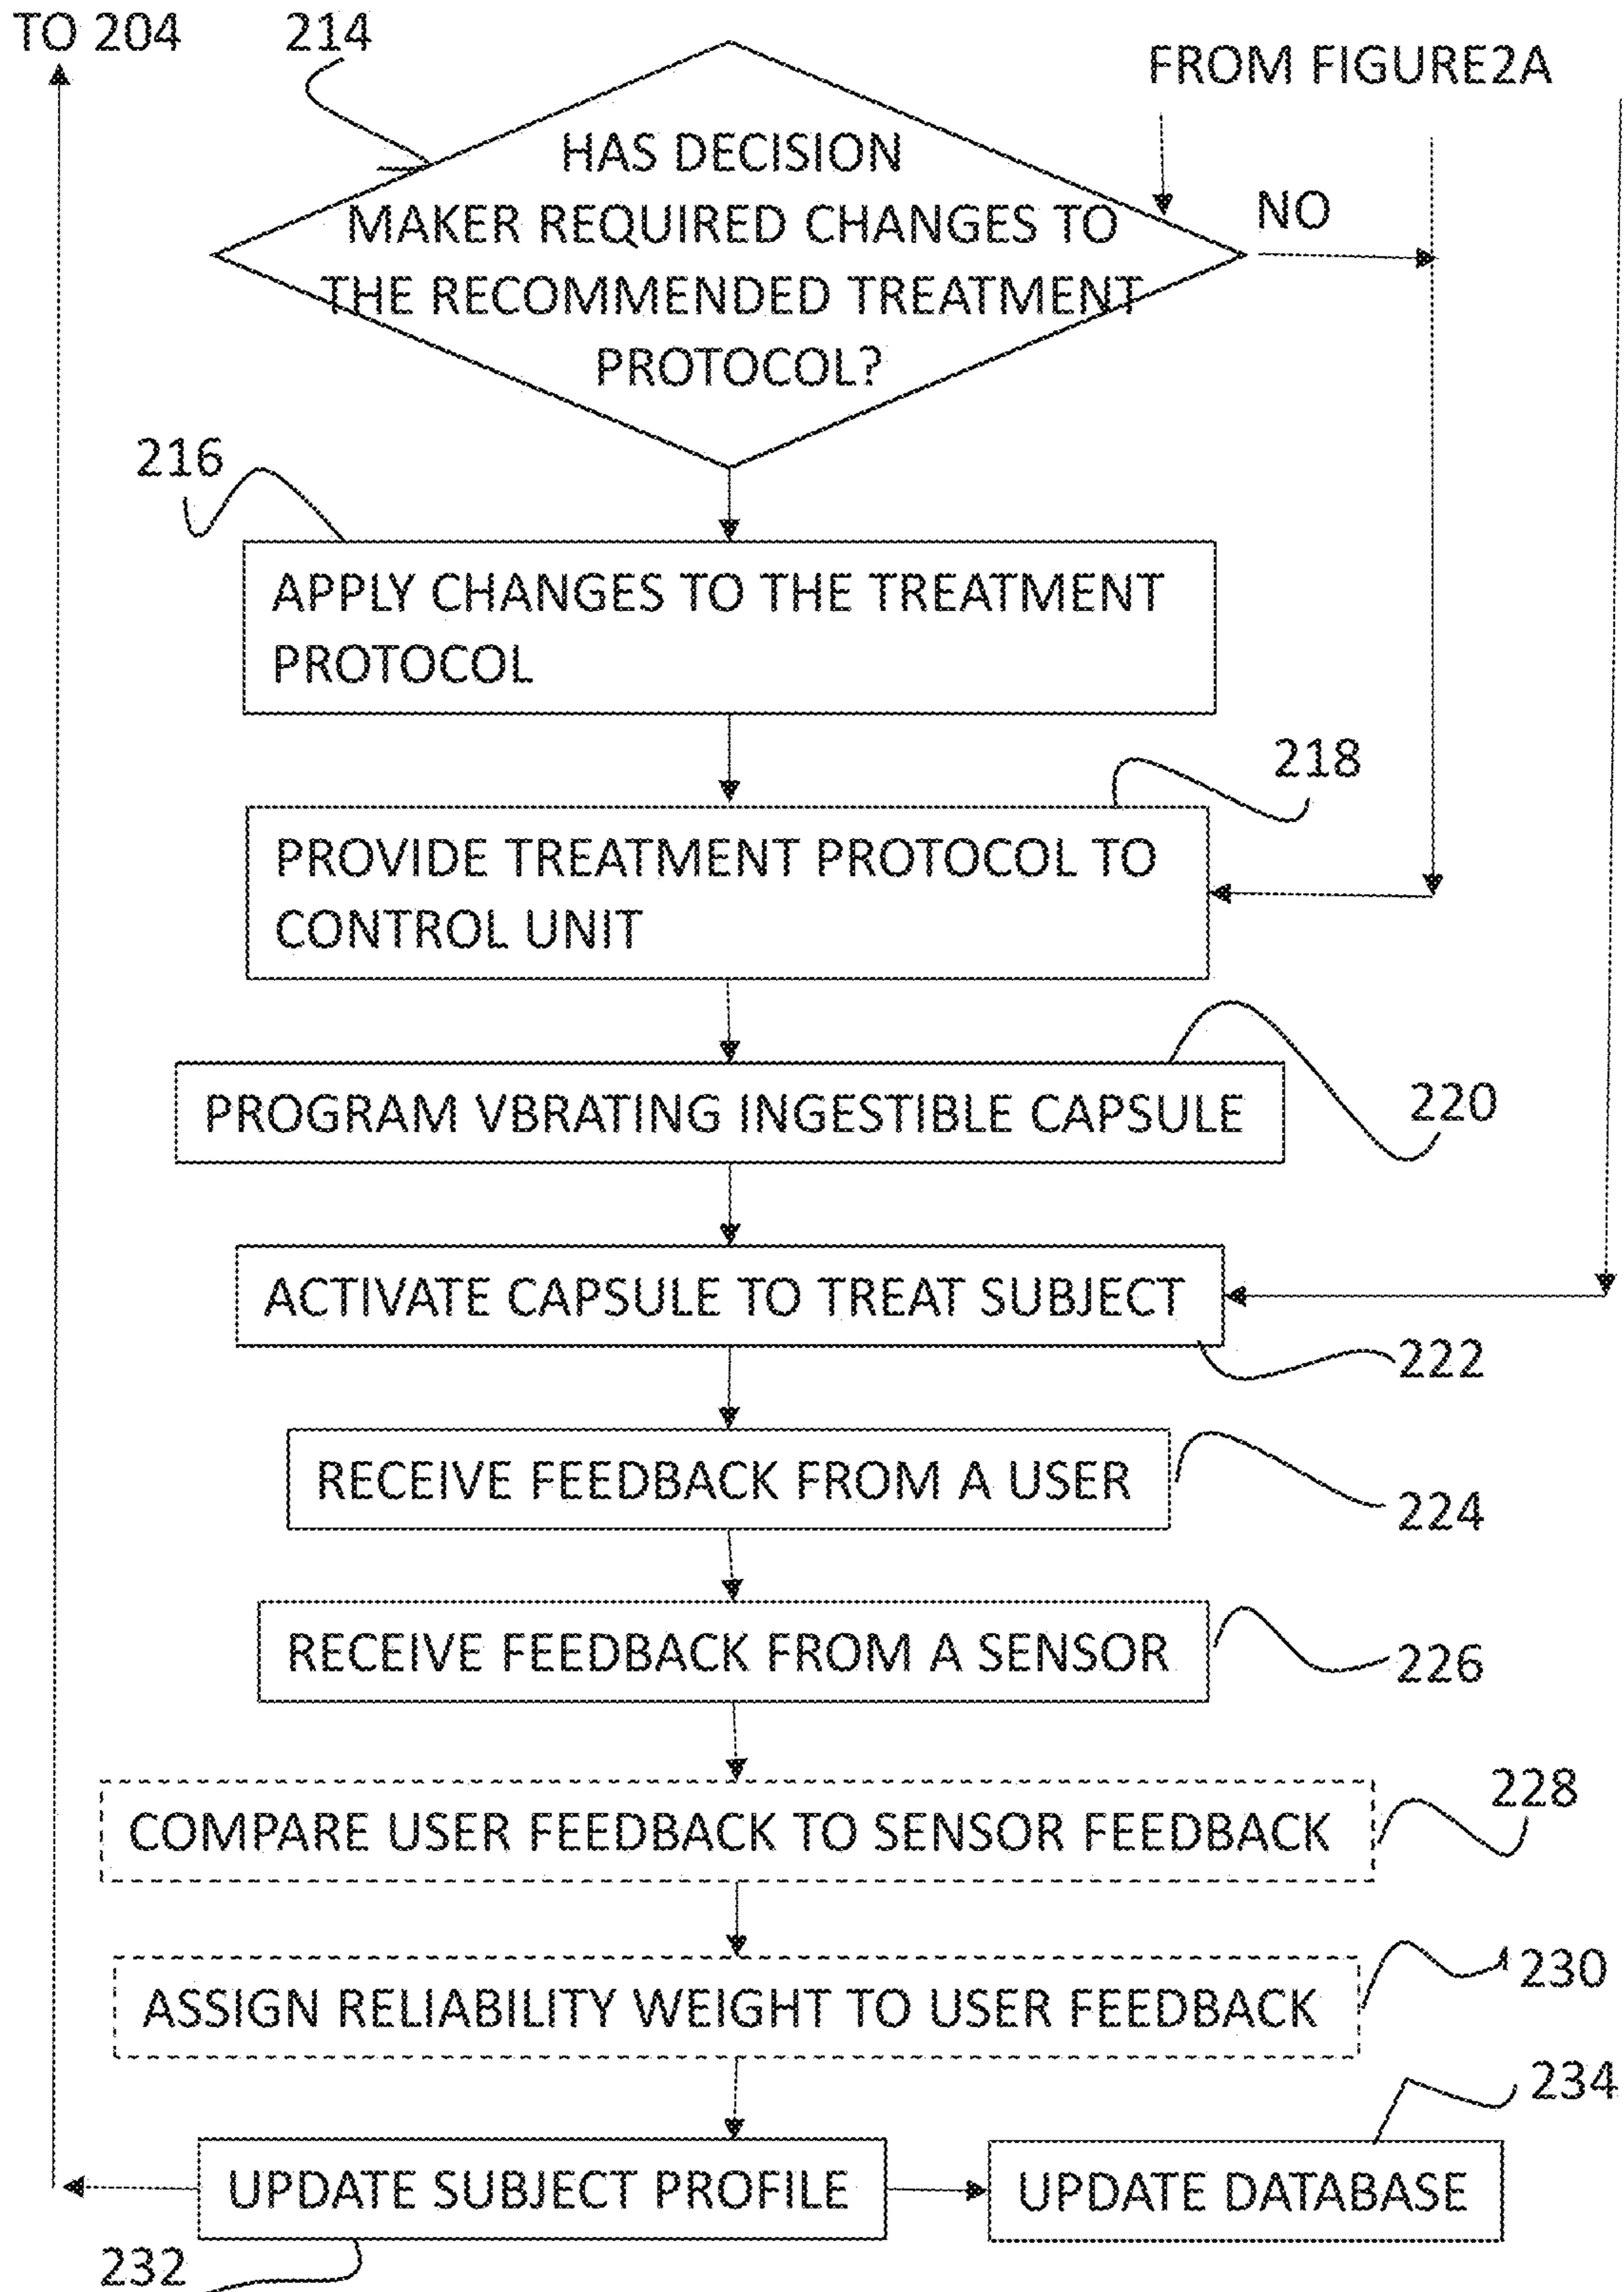 TO 204
214
FROM FIGURE2A
HAS DECISION
MAKER REQUIRED CHANGES TO
THE RECOMMENDED TREATMENT
PROTOCOL?
NO
216
APPLY CHANGES TO THE TREATMENT
PROTOCOL
218
PROVIDE TREATMENT PROTOCOL TO
CONTROL UNIT
220
PROGRAM VBRATING INGESTIBLE CAPSULE
ACTIVATE CAPSULE TO TREAT SUBJECT
222
RECEIVE FEEDBACK FROM A USER
224
RECEIVE FEEDBACK FROM A SENSOR
226
228
COMPARE USER FEEDBACK TO SENSOR FEEDBACK
230
ASSIGN RELIABILITY WEIGHT TO USER FEEDBACK
234
UPDATE SUBJECT PROFILE
UPDATE DATABASE
232